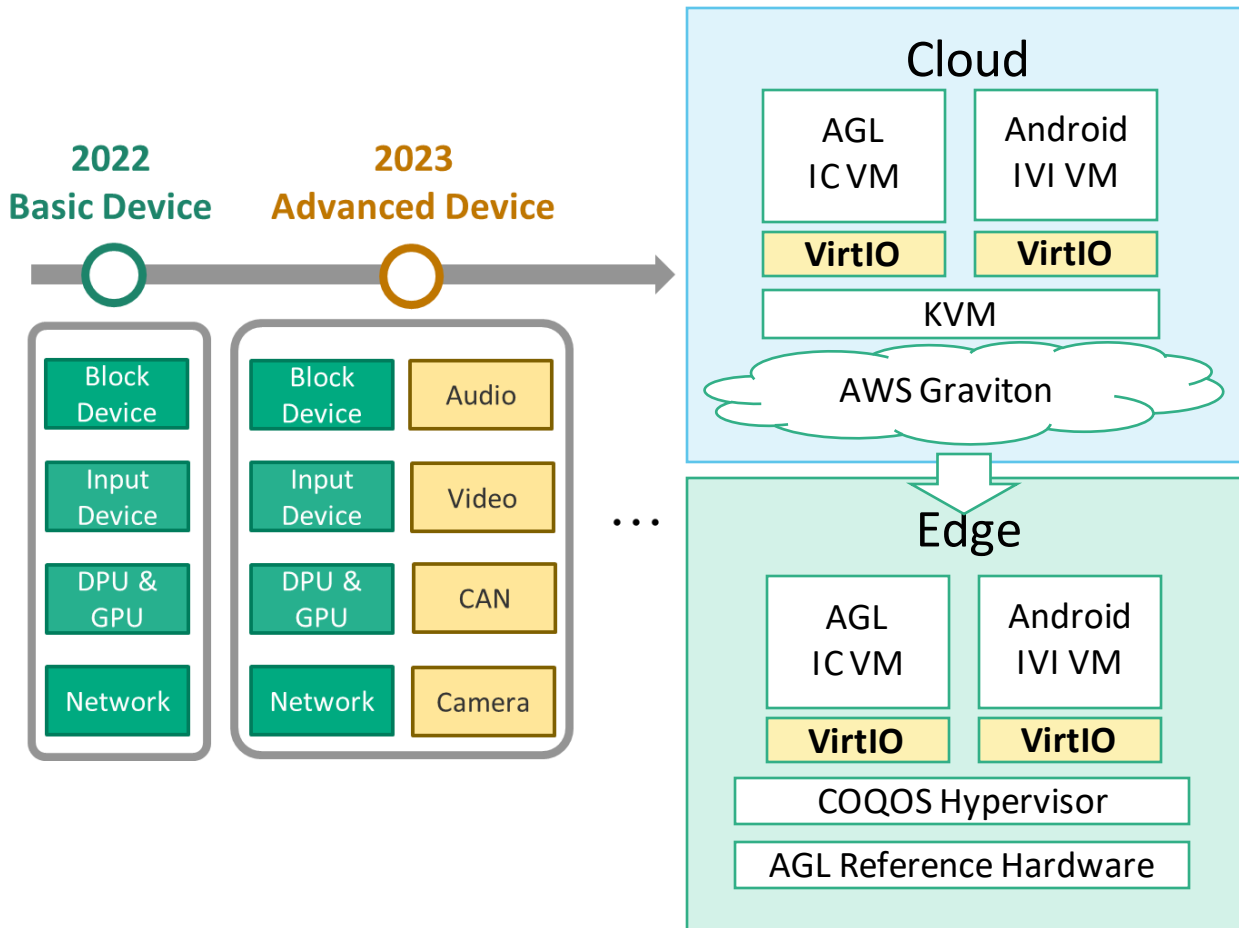 2022
Basic Device
2023
Advanced Device
Block
Device
Input
Device
DPU &
GPU
Network
Block
Device
Input
Device
DPU &
GPU
Network
Audio
Video
CAN
Camera
...
Cloud
AGL
IC VM
Android
IVI VM
VirtIO
VirtIO
KVM
AWS Graviton
Edge
AGL
IC VM
Android
IVI VM
VirtIO
VirtIO
COQOS Hypervisor
AGL Reference Hardware